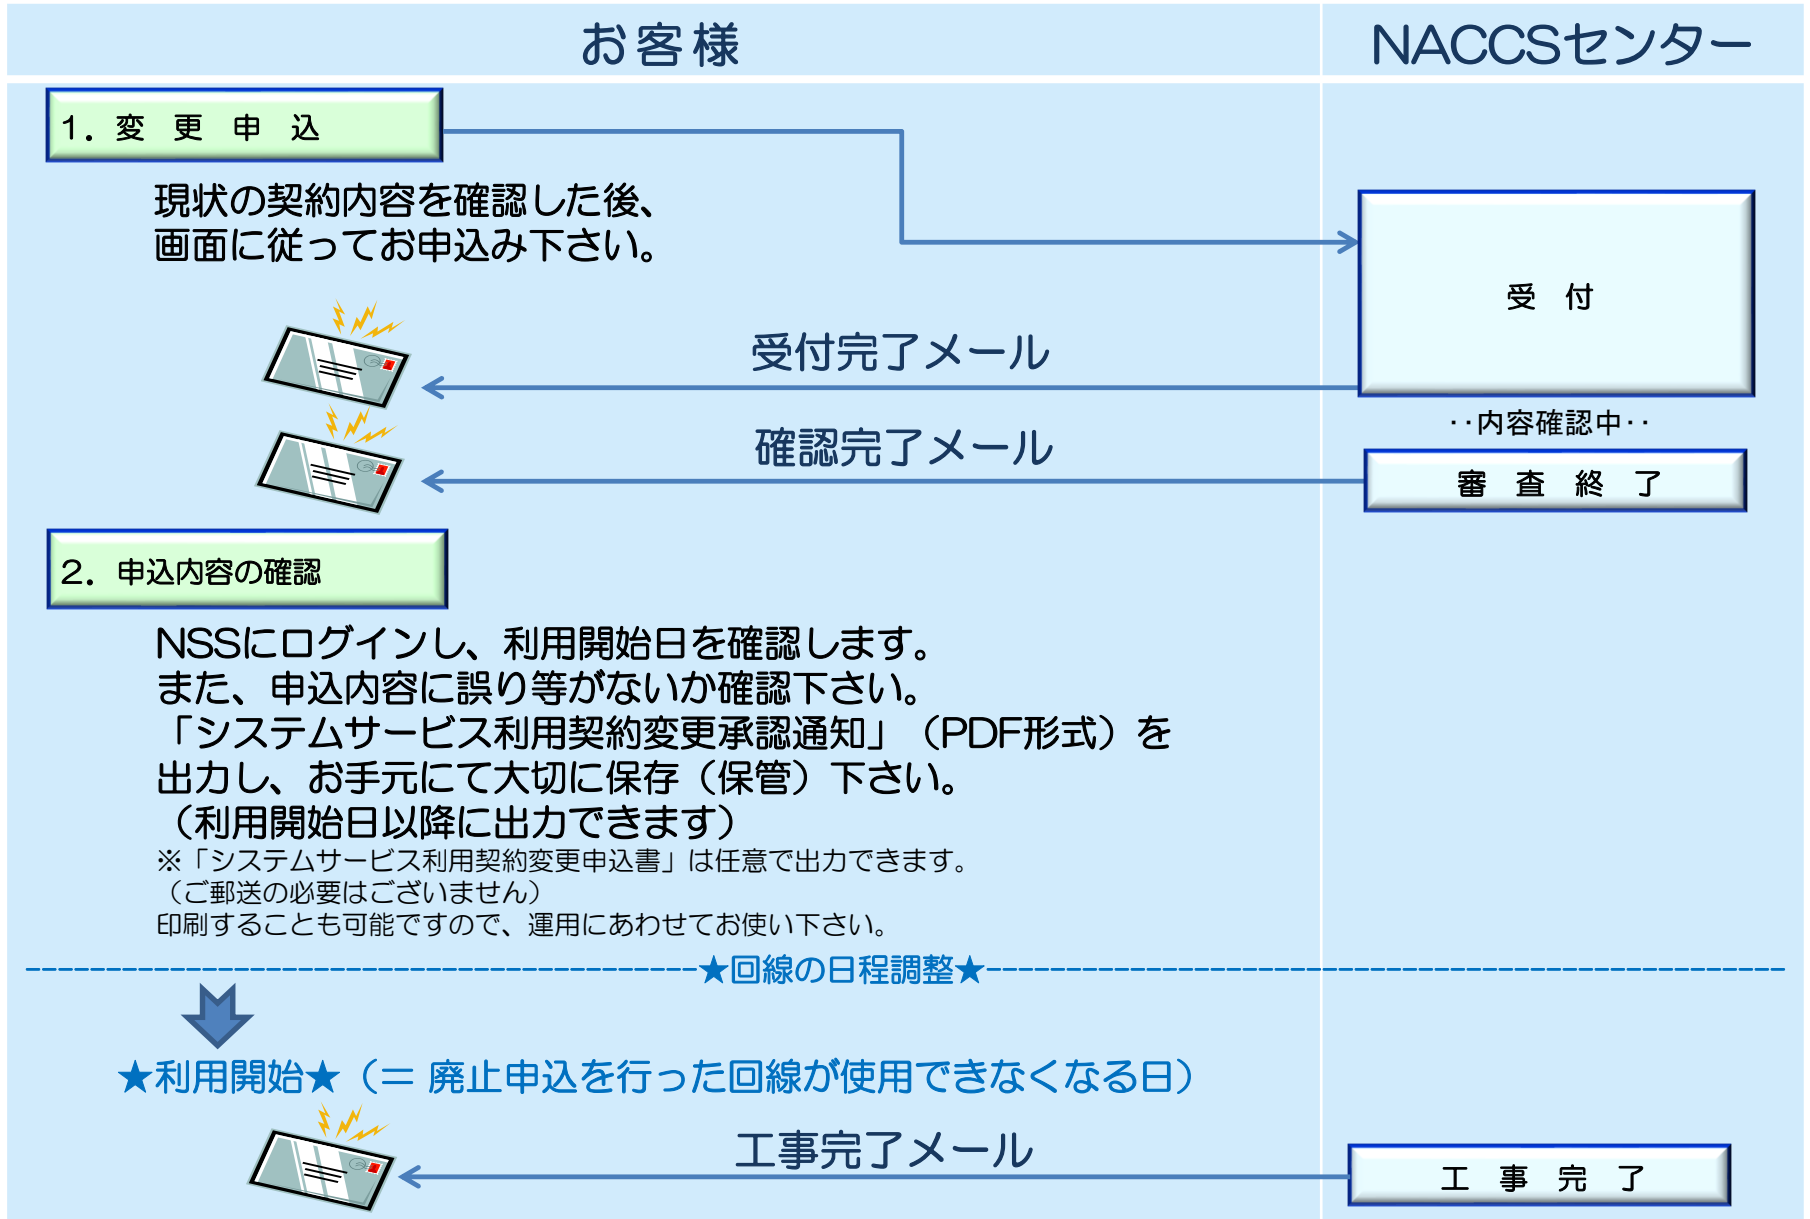 お客様
NACCSセンター
1．変　更　申　込
現状の契約内容を確認した後、
画面に従ってお申込み下さい。
受　付
受付完了メール
‥内容確認中‥
確認完了メール
審　査　終　了
2．申込内容の確認
NSSにログインし、利用開始日を確認します。
また、申込内容に誤り等がないか確認下さい。
「システムサービス利用契約変更承認通知」（PDF形式）を
出力し、お手元にて大切に保存（保管）下さい。
（利用開始日以降に出力できます）
※「システムサービス利用契約変更申込書」は任意で出力できます。
（ご郵送の必要はございません）
印刷することも可能ですので、運用にあわせてお使い下さい。
★回線の日程調整★
★利用開始★（＝ 廃止申込を行った回線が使用できなくなる日）
工事完了メール
工　事　完　了